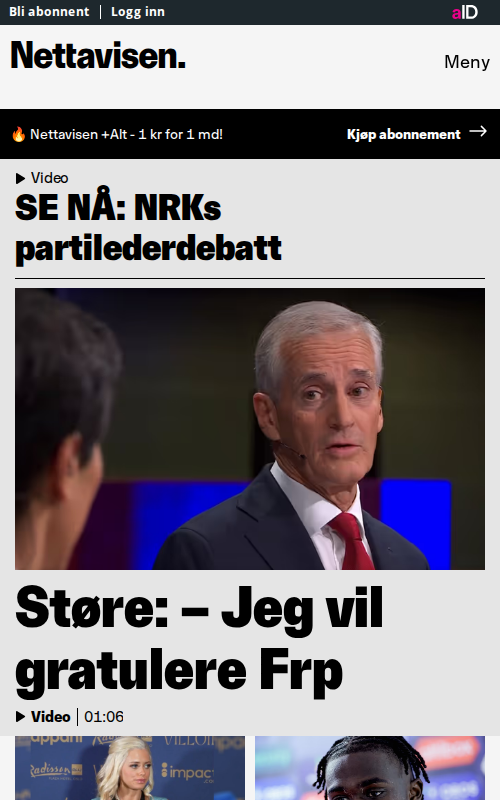 Bli abonnent | Logg inn
aID
Nettavisen.
Meny
🔥 Nettavisen +Alt - 1 kr for 1 md!
Kjøp abonnement →
Video
SE NÅ: NRKs
partilederdebatt
Støre: – Jeg vil
gratulere Frp
Video | 01:06
Radisson
impact